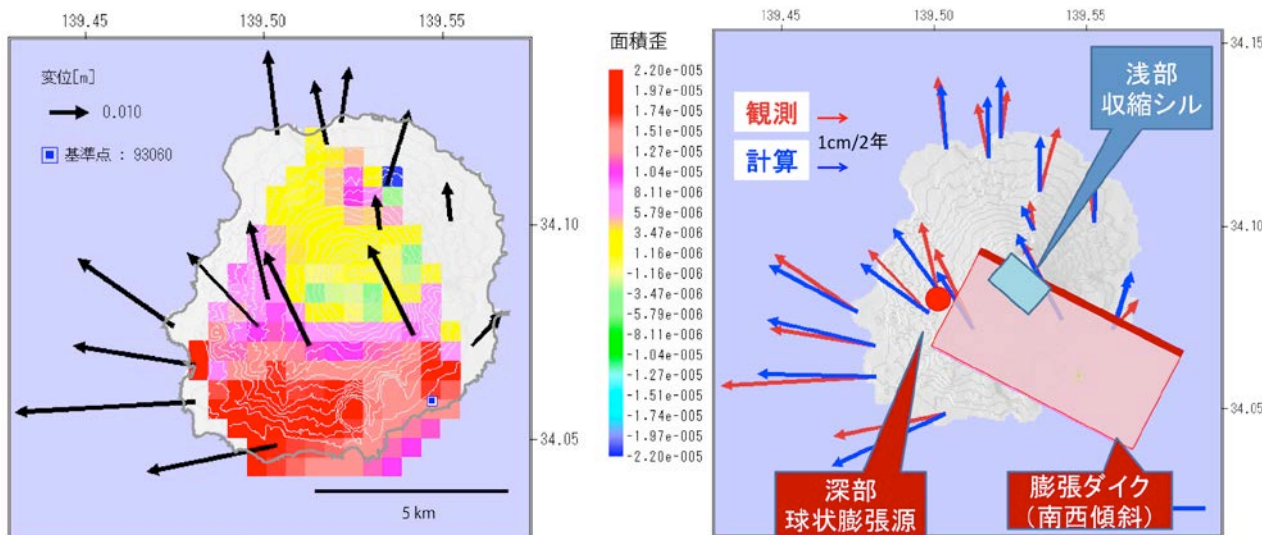 139.45 139.50 139.55
変位[m]
0.010
基準点 : 93060
34.10
34.05
5 km
面積歪
2.20e-005
1.97e-005
1.74e-005
1.51e-005
1.27e-005
1.04e-005
8.11e-006
5.79e-006
3.47e-006
1.16e-006
-1.16e-006
-3.47e-006
-5.79e-006
-8.11e-006
-1.04e-005
-1.27e-005
-1.51e-005
-1.74e-005
-1.97e-005
-2.20e-005
139.45 139.50 139.55
34.15
34.10
34.05
観測
1cm/2年
計算
浅部
収縮シル
深部
球状膨張源
膨張ダイク
(南西傾斜)